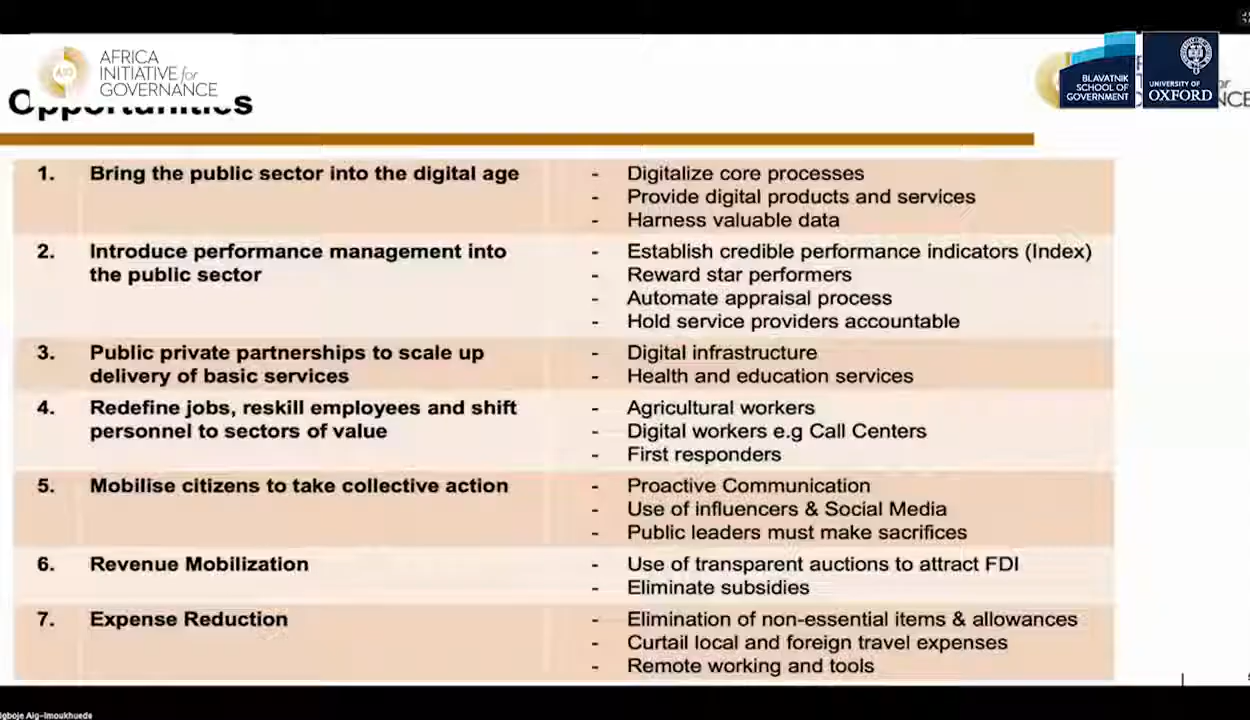 AFRICA
INITIATIVE for
GOVERNANCE
AIG
BLAVATNIK
SCHOOL OF
GOVERNMENT
UNIVERSITY OF
OXFORD
Opportunities
1. Bring the public sector into the digital age
- Digitalize core processes
- Provide digital products and services
- Harness valuable data
2. Introduce performance management into
the public sector
- Establish credible performance indicators (Index)
- Reward star performers
- Automate appraisal process
- Hold service providers accountable
3. Public private partnerships to scale up
delivery of basic services
- Digital infrastructure
- Health and education services
4. Redefine jobs, reskill employees and shift
personnel to sectors of value
- Agricultural workers
- Digital workers e.g Call Centers
- First responders
5. Mobilise citizens to take collective action
- Proactive Communication
- Use of influencers & Social Media
- Public leaders must make sacrifices
6. Revenue Mobilization
- Use of transparent auctions to attract FDI
- Eliminate subsidies
7. Expense Reduction
- Elimination of non-essential items & allowances
- Curtail local and foreign travel expenses
- Remote working and tools
igboje Aig-Imoukhuede